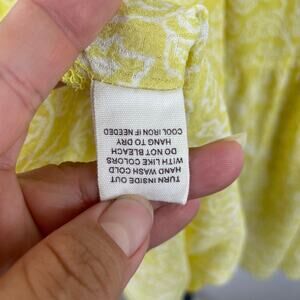 TURN INSIDE OUT
HAND WASH COLD
WITH LIKE COLORS
DO NOT BLEACH
HANG TO DRY
COOL IRON IF NEEDED